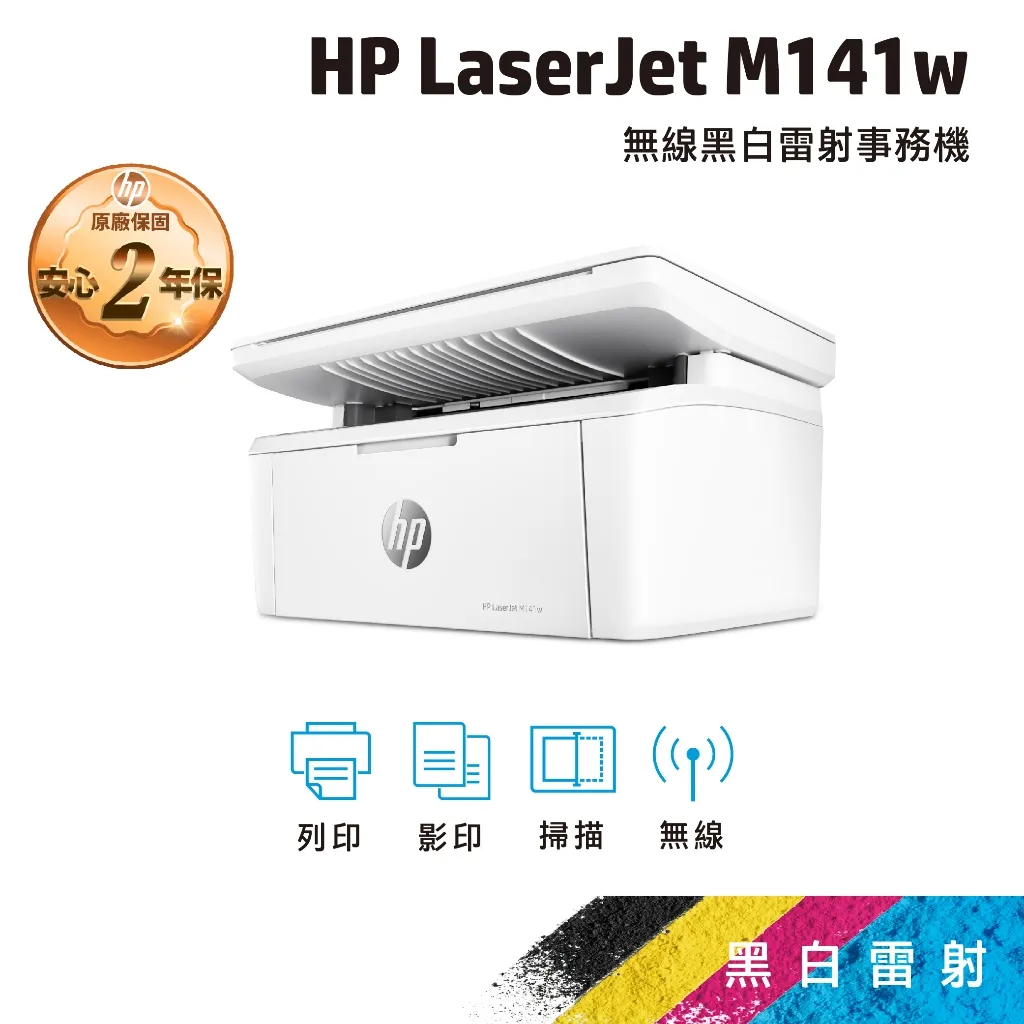 HP LaserJet M141w
無線黑白雷射事務機
hp
原廠保固
安心2年保
hp
HP LaserJet M141w
列印
影印
掃描
無線
黑白雷射